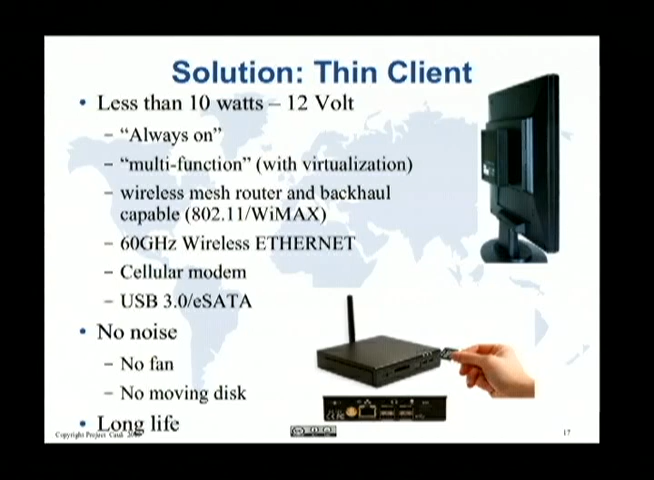 Solution: Thin Client
• Less than 10 watts – 12 Volt
– “Always on”
– “multi-function” (with virtualization)
– wireless mesh router and backhaul
capable (802.11/WiMAX)
– 60GHz Wireless ETHERNET
– Cellular modem
– USB 3.0/eSATA
• No noise
– No fan
– No moving disk
• Long life
Copyright Project Cauã
17